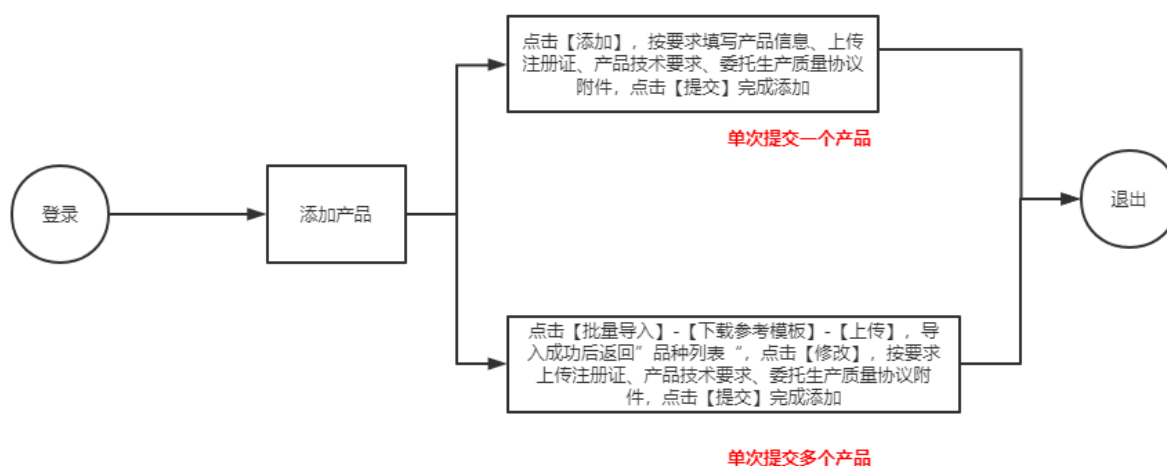 点击【添加】，按要求填写产品信息、上传
注册证、产品技术要求、委托生产质量协议
附件，点击【提交】完成添加
单次提交一个产品
登录
添加产品
退出
点击【批量导入】-【下载参考模板】-【上传】，导
入成功后返回”品种列表“，点击【修改】，按要求
上传注册证、产品技术要求、委托生产质量协议附
件，点击【提交】完成添加
单次提交多个产品